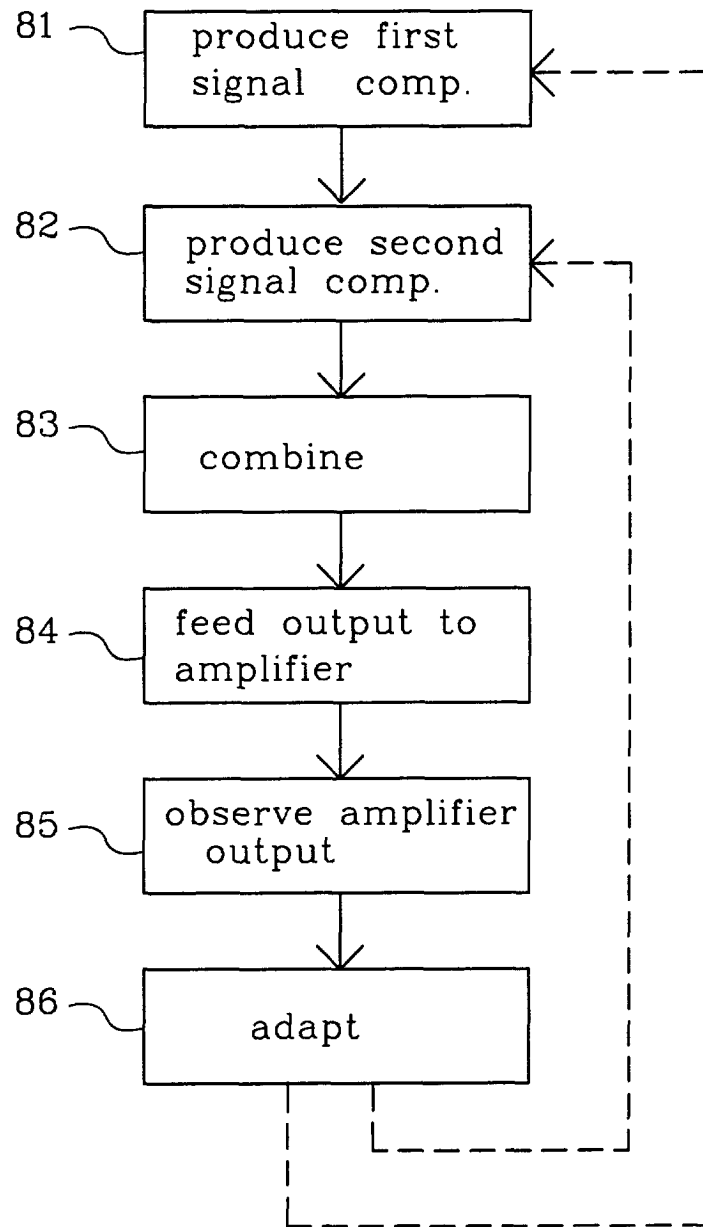 81
produce first
signal comp.
82
produce second
signal comp.
83
combine
84
feed output to
amplifier
85
observe amplifier
output
86
adapt